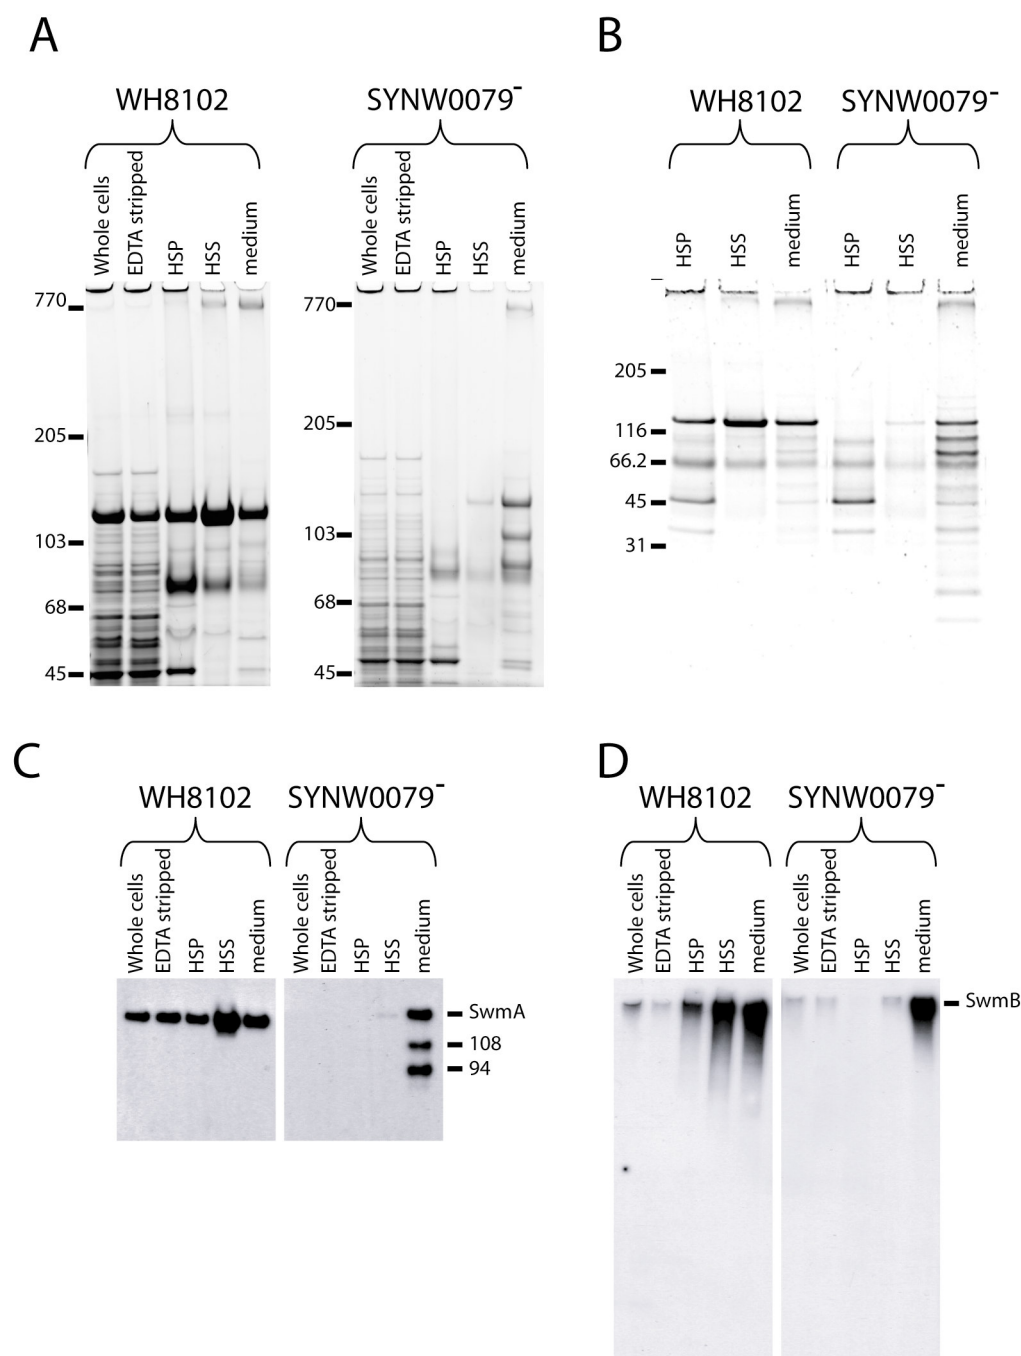 A
WH8102
SYNW0079-
Whole cells
EDTA stripped
HSP
HSS
medium
Whole cells
EDTA stripped
HSP
HSS
medium
770
205
103
68
45
770
205
103
68
45
B
WH8102
SYNW0079-
HSP
HSS
medium
HSP
HSS
medium
205
116
66.2
45
31
C
WH8102
SYNW0079-
Whole cells
EDTA stripped
HSP
HSS
medium
Whole cells
EDTA stripped
HSP
HSS
medium
SwmA
108
94
D
WH8102
SYNW0079-
Whole cells
EDTA stripped
HSP
HSS
medium
Whole cells
EDTA stripped
HSP
HSS
medium
SwmB